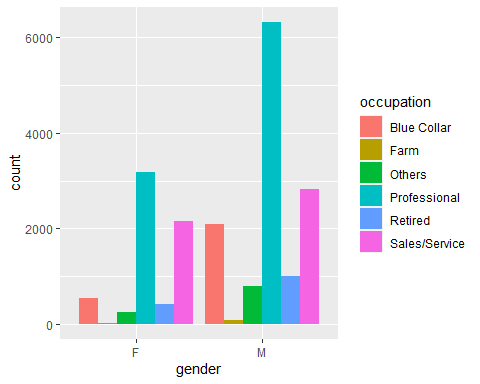 6000
4000
2000
0
count
F
M
gender
occupation
Blue Collar
Farm
Others
Professional
Retired
Sales/Service